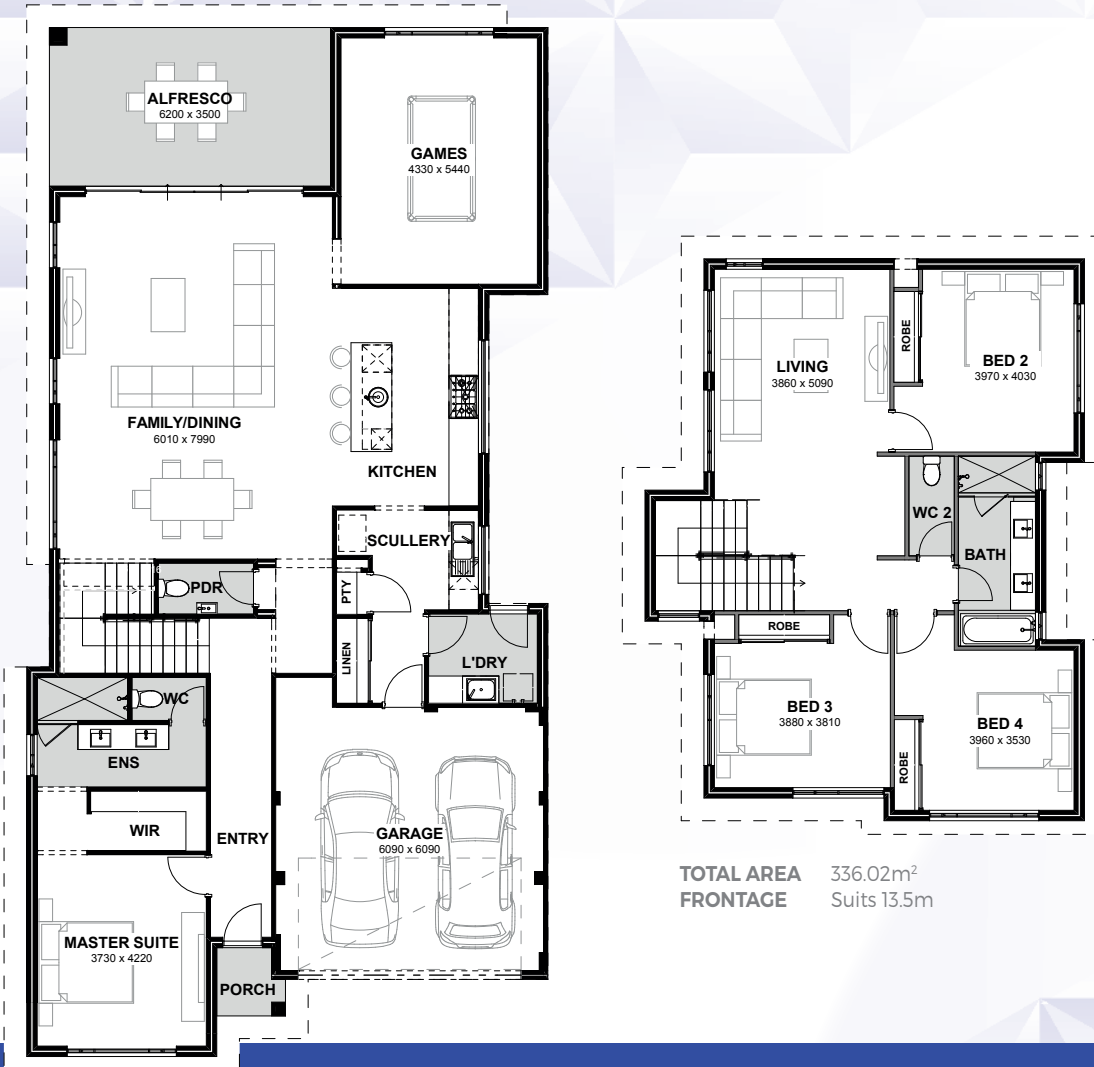 ALFRESCO
6200 x 3500
GAMES
4330 x 5440
FAMILY/DINING
6010 x 7990
KITCHEN
SCULLERY
PTY
PDR
LINEN
L'DRY
WC
ENS
WIR
ENTRY
GARAGE
6090 x 6090
MASTER SUITE
3730 x 4220
PORCH
LIVING
3860 x 5090
ROBE
BED 2
3970 x 4030
WC 2
BATH
ROBE
BED 3
3880 x 3810
BED 4
3960 x 3530
ROBE
TOTAL AREA 336.02m²
FRONTAGE Suits 13.5m